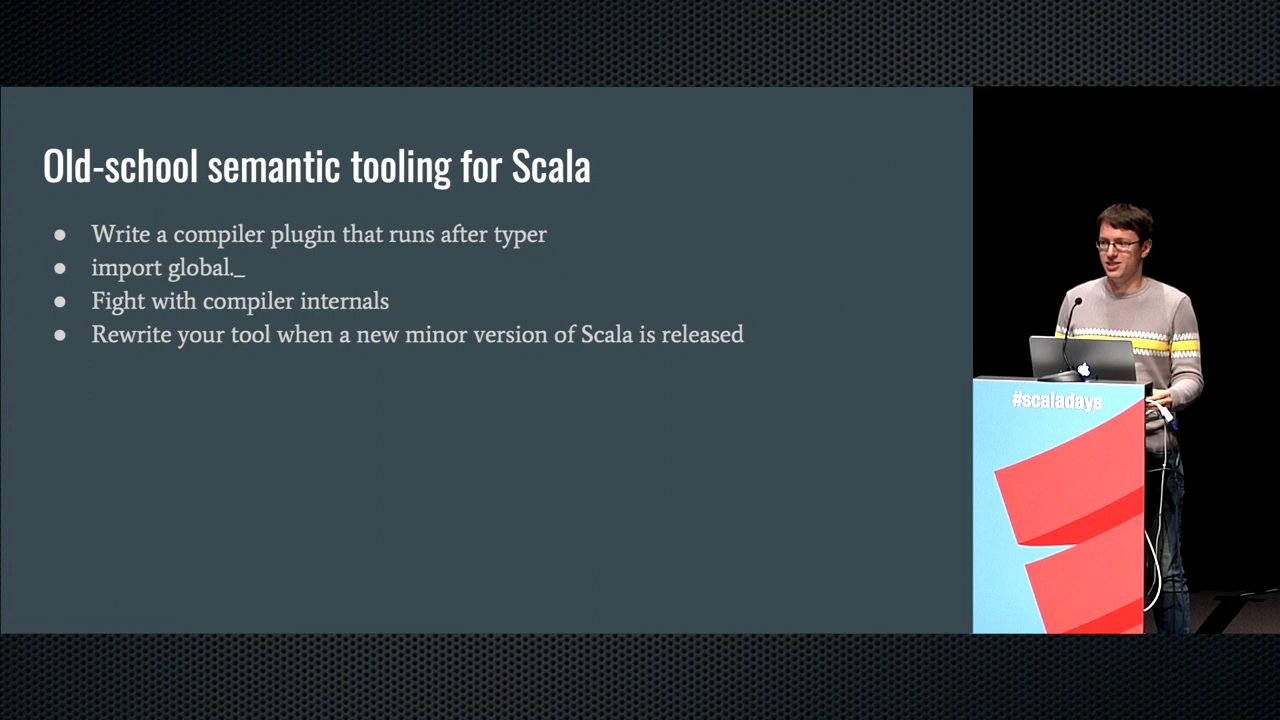 Old-school semantic tooling for Scala
● Write a compiler plugin that runs after typer
● import global._
● Fight with compiler internals
● Rewrite your tool when a new minor version of Scala is released
#scaladays